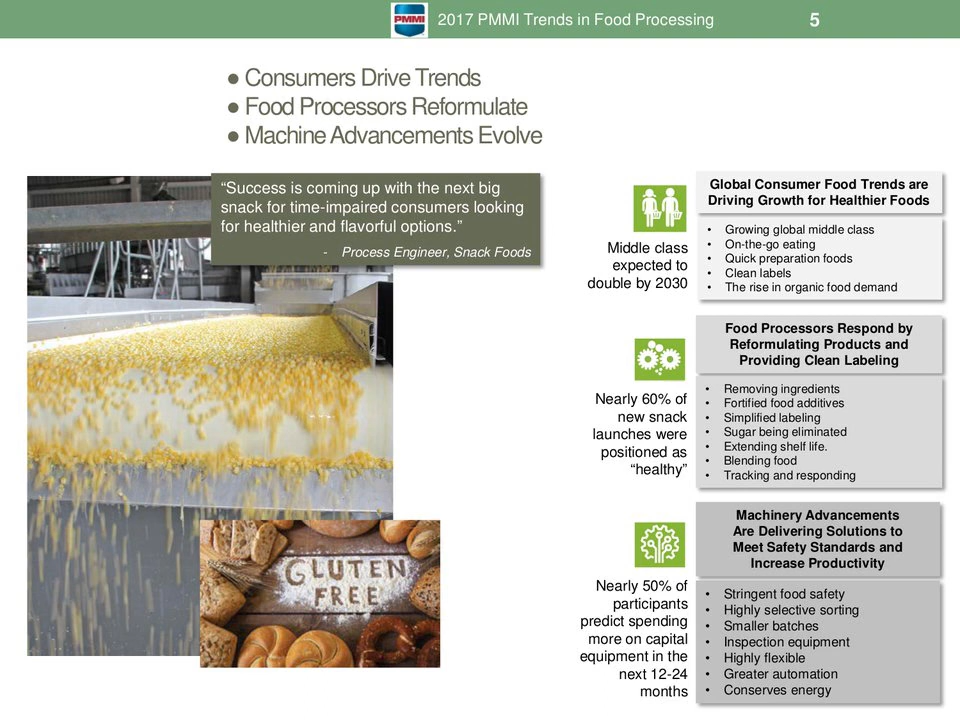 PMMI
2017 PMMI Trends in Food Processing
5
● Consumers Drive Trends
● Food Processors Reformulate
● Machine Advancements Evolve
“Success is coming up with the next big
snack for time-impaired consumers looking
for healthier and flavorful options.”
- Process Engineer, Snack Foods
GLUTEN
FREE
Middle class
expected to
double by 2030
Global Consumer Food Trends are
Driving Growth for Healthier Foods
• Growing global middle class
• On-the-go eating
• Quick preparation foods
• Clean labels
• The rise in organic food demand
Nearly 60% of
new snack
launches were
positioned as
“healthy”
Food Processors Respond by
Reformulating Products and
Providing Clean Labeling
• Removing ingredients
• Fortified food additives
• Simplified labeling
• Sugar being eliminated
• Extending shelf life.
• Blending food
• Tracking and responding
Nearly 50% of
participants
predict spending
more on capital
equipment in the
next 12-24
months
Machinery Advancements
Are Delivering Solutions to
Meet Safety Standards and
Increase Productivity
• Stringent food safety
• Highly selective sorting
• Smaller batches
• Inspection equipment
• Highly flexible
• Greater automation
• Conserves energy